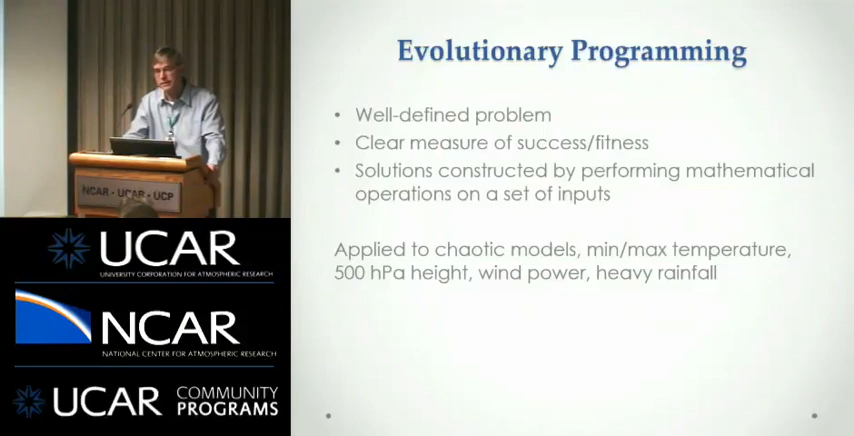 Evolutionary Programming
• Well-defined problem
• Clear measure of success/fitness
• Solutions constructed by performing mathematical
operations on a set of inputs
Applied to chaotic models, min/max temperature,
500 hPa height, wind power, heavy rainfall
NCAR - UCAR - UCP
UCAR
UNIVERSITY CORPORATION FOR ATMOSPHERIC RESEARCH
NCAR
NATIONAL CENTER FOR ATMOSPHERIC RESEARCH
UCAR COMMUNITY
PROGRAMS